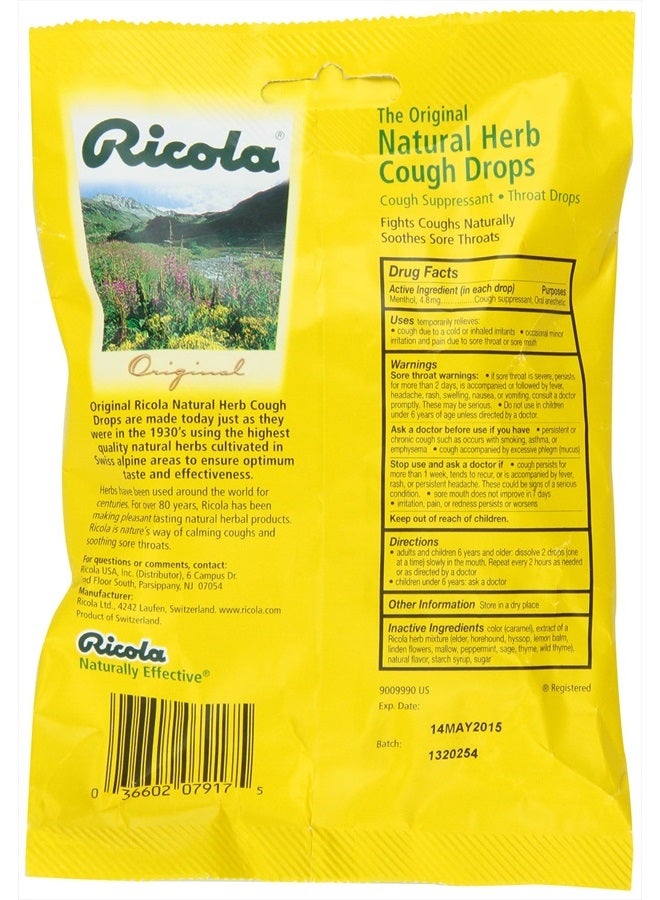 Ricola®
Original
Original Ricola Natural Herb Cough
Drops are made today just as they
were in the 1930's using the highest
quality natural herbs cultivated in
Swiss alpine areas to ensure optimum
taste and effectiveness.
Herbs have been used around the world for
centuries. For over 80 years, Ricola has been
making pleasant tasting natural herbal products.
Ricola is nature's way of calming coughs and
soothing sore throats.
For questions or comments, contact:
Ricola USA, Inc. (Distributor), 6 Campus Dr.
nd Floor South, Parsippany, NJ 07054
Manufacturer:
Ricola Ltd., 4242 Laufen, Switzerland. www.ricola.com
Product of Switzerland.
Ricola
Naturally Effective®
0 36602 07917 5
The Original
Natural Herb
Cough Drops
Cough Suppressant • Throat Drops
Fights Coughs Naturally
Soothes Sore Throats
Drug Facts
Active Ingredient (in each drop) Purposes
Menthol, 4.8mg..............Cough suppressant, Oral anesthetic
Uses temporarily relieves:
• cough due to a cold or inhaled irritants • occasional minor
irritation and pain due to sore throat or sore mouth
Warnings
Sore throat warnings: • if sore throat is severe, persists
for more than 2 days, is accompanied or followed by fever,
headache, rash, swelling, nausea, or vomiting, consult a doctor
promptly. These may be serious. • Do not use in children
under 6 years of age unless directed by a doctor.
Ask a doctor before use if you have • persistent or
chronic cough such as occurs with smoking, asthma, or
emphysema • cough accompanied by excessive phlegm (mucus)
Stop use and ask a doctor if • cough persists for
more than 1 week, tends to recur, or is accompanied by fever,
rash, or persistent headache. These could be signs of a serious
condition. • sore mouth does not improve in 7 days
• irritation, pain, or redness persists or worsens
Keep out of reach of children.
Directions
• adults and children 6 years and older: dissolve 2 drops (one
at a time) slowly in the mouth. Repeat every 2 hours as needed
or as directed by a doctor
• children under 6 years: ask a doctor
Other Information Store in a dry place
Inactive Ingredients color (caramel), extract of a
Ricola herb mixture (elder, horehound, hyssop, lemon balm,
linden flowers, mallow, peppermint, sage, thyme, wild thyme),
natural flavor, starch syrup, sugar
9009990 US ® Registered
Exp. Date:
14MAY2015
Batch:
1320254